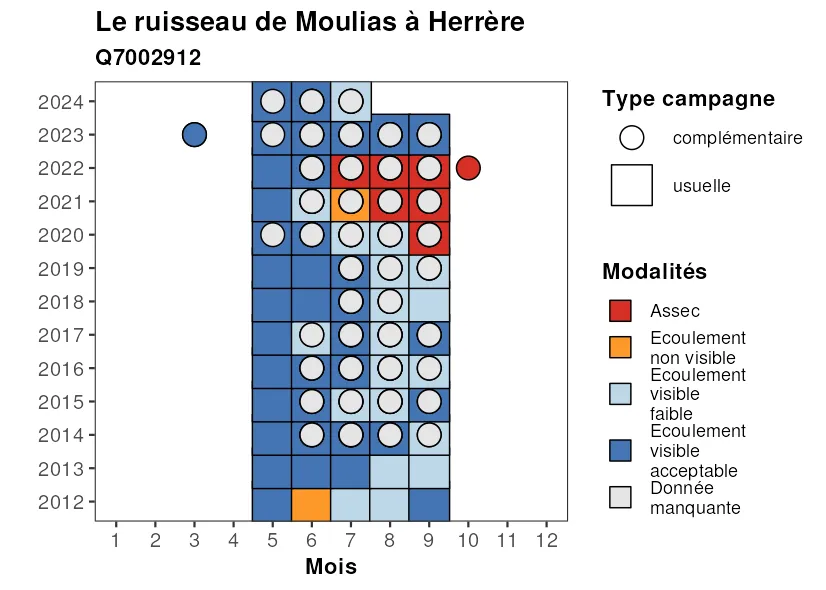 Le ruisseau de Moulias à Herrère
Q7002912
2024
2023
2022
2021
2020
2019
2018
2017
2016
2015
2014
2013
2012
1 2 3 4 5 6 7 8 9 10 11 12
Mois
Type campagne
complémentaire
usuelle
Modalités
Assec
Ecoulement
non visible
Ecoulement
visible
faible
Ecoulement
visible
acceptable
Donnée
manquante